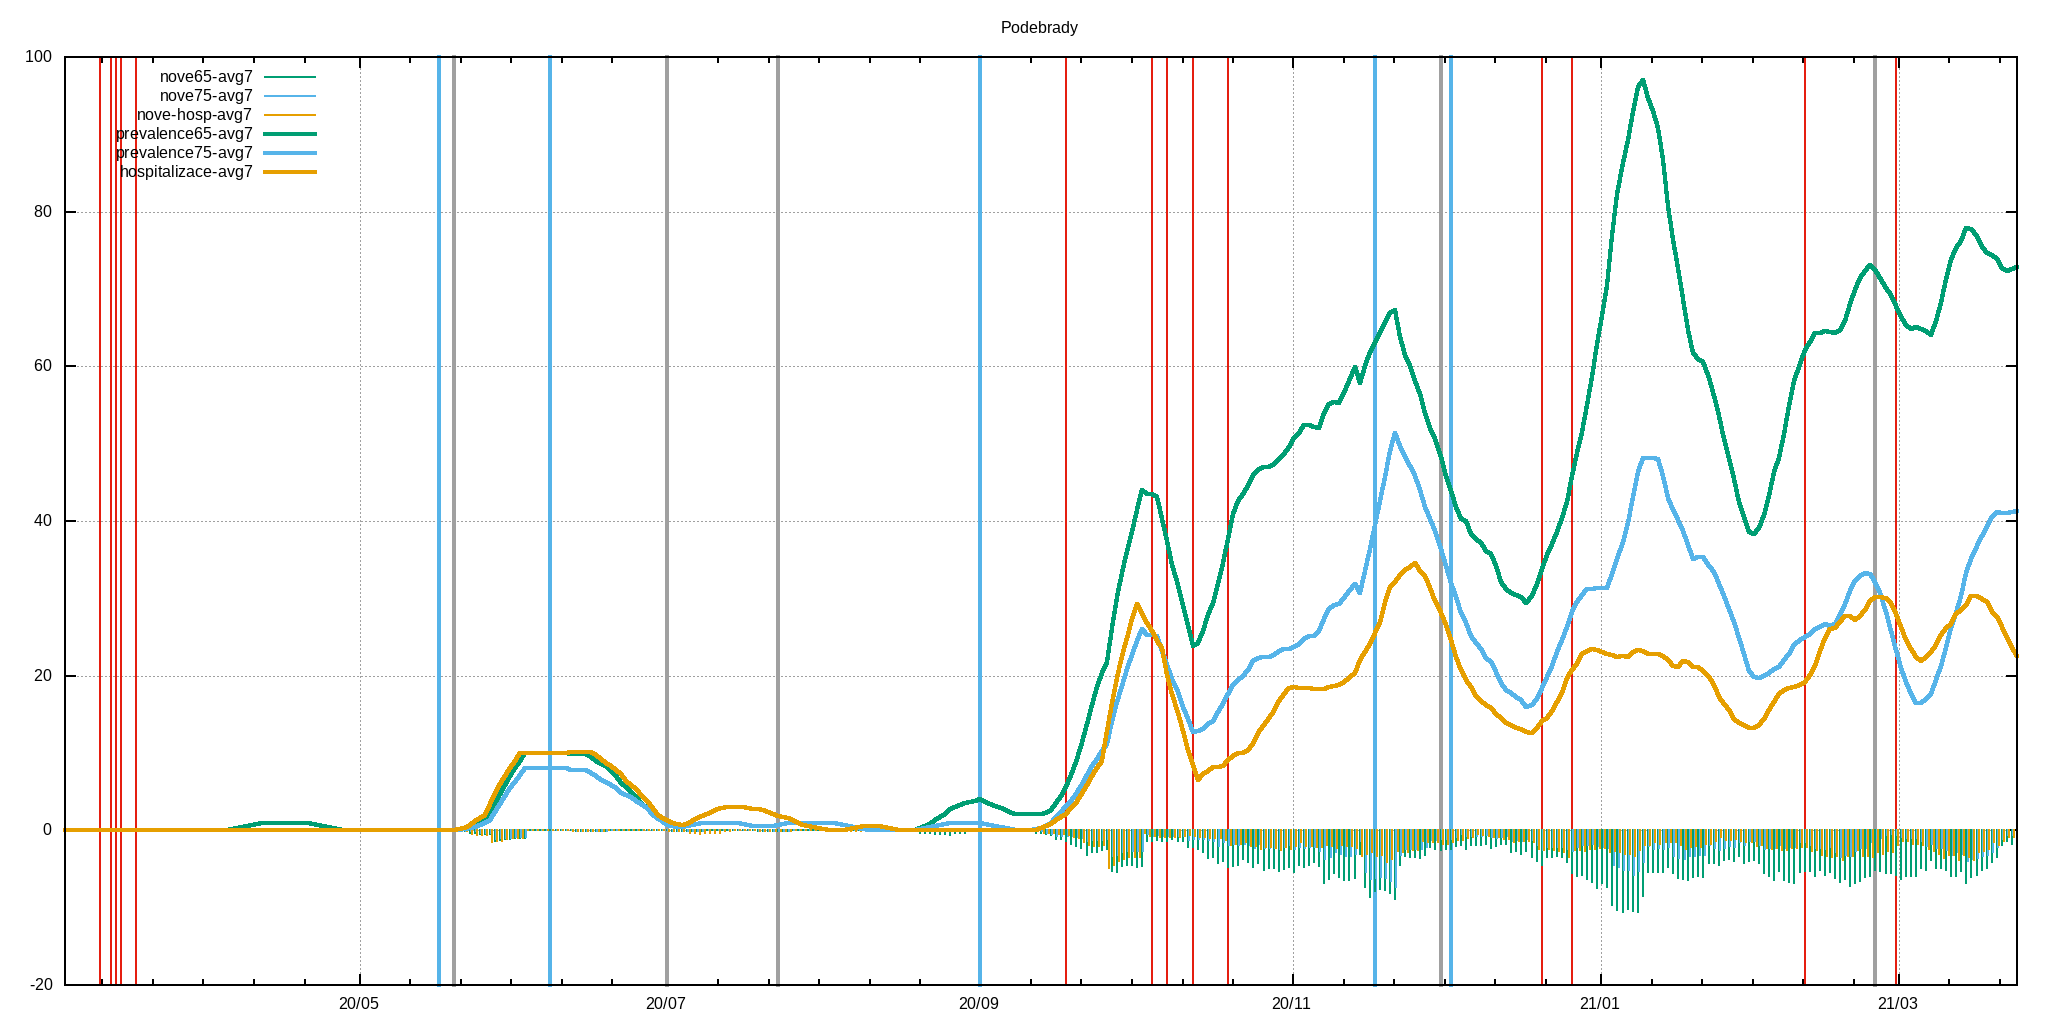 Podebrady
100
nove65-avg7
nove75-avg7
nove-hosp-avg7
prevalence65-avg7
prevalence75-avg7
hospitalizace-avg7
80
60
40
20
0
-20
20/05 20/07 20/09 20/11 21/01 21/03